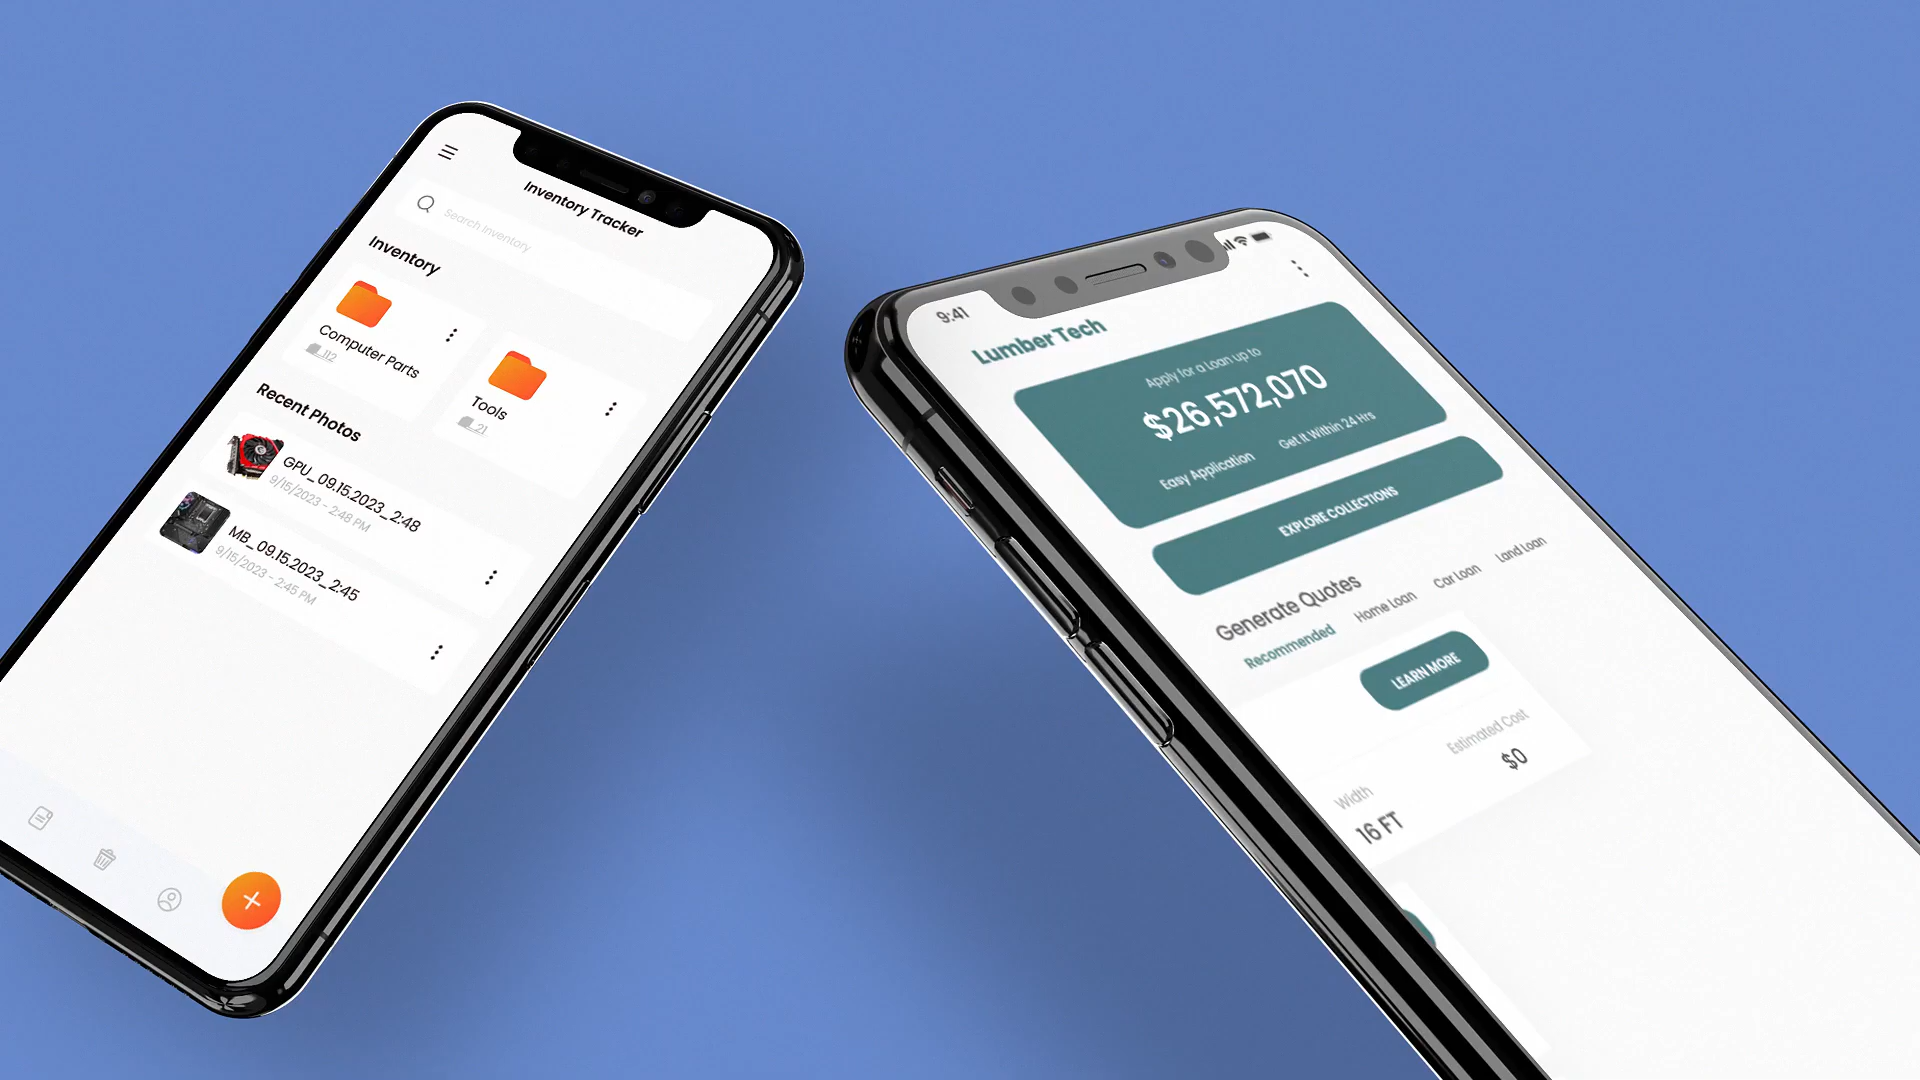 Inventory Tracker
Search Inventory
Inventory
Computer Parts
112
Tools
21
Recent Photos
GPU_09.15.2023_2:48
9/15/2023 - 2:48 PM
MB_09.15.2023_2:45
9/15/2023 - 2:45 PM
9:41
Lumber Tech
Apply for a Loan up to
$26,572,070
Easy Application
Get It Within 24 Hrs
EXPLORE COLLECTIONS
Generate Quotes
Recommended
Home Loan
Car Loan
Land Loan
LEARN MORE
Estimated Cost
$0
Width
16 FT